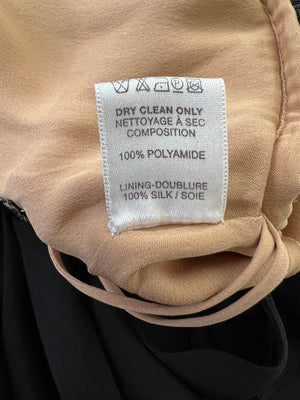 DRY CLEAN ONLY
NETTOYAGE À SEC
COMPOSITION
100% POLYAMIDE
LINING-DOUBLURE
100% SILK / SOIE